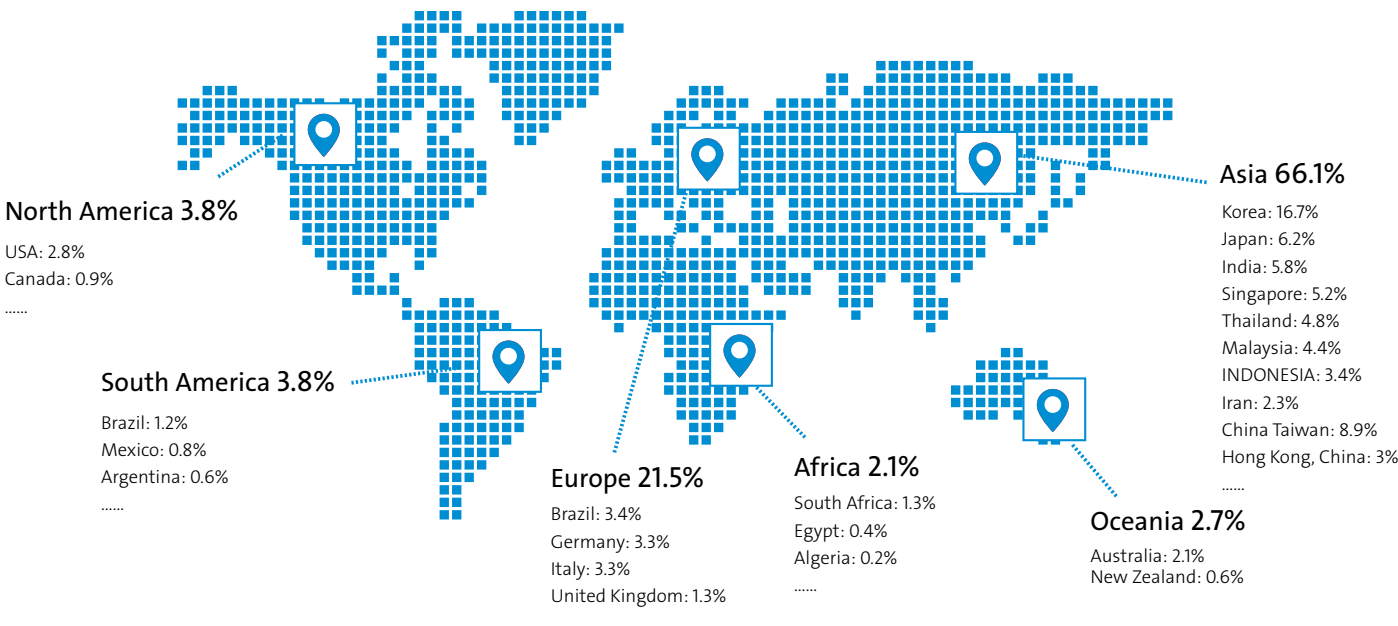 North America 3.8%
USA: 2.8%
Canada: 0.9%
......
South America 3.8%
Brazil: 1.2%
Mexico: 0.8%
Argentina: 0.6%
......
Europe 21.5%
Brazil: 3.4%
Germany: 3.3%
Italy: 3.3%
United Kingdom: 1.3%
Africa 2.1%
South Africa: 1.3%
Egypt: 0.4%
Algeria: 0.2%
......
Asia 66.1%
Korea: 16.7%
Japan: 6.2%
India: 5.8%
Singapore: 5.2%
Thailand: 4.8%
Malaysia: 4.4%
INDONESIA: 3.4%
Iran: 2.3%
China Taiwan: 8.9%
Hong Kong, China: 3%
......
Oceania 2.7%
Australia: 2.1%
New Zealand: 0.6%